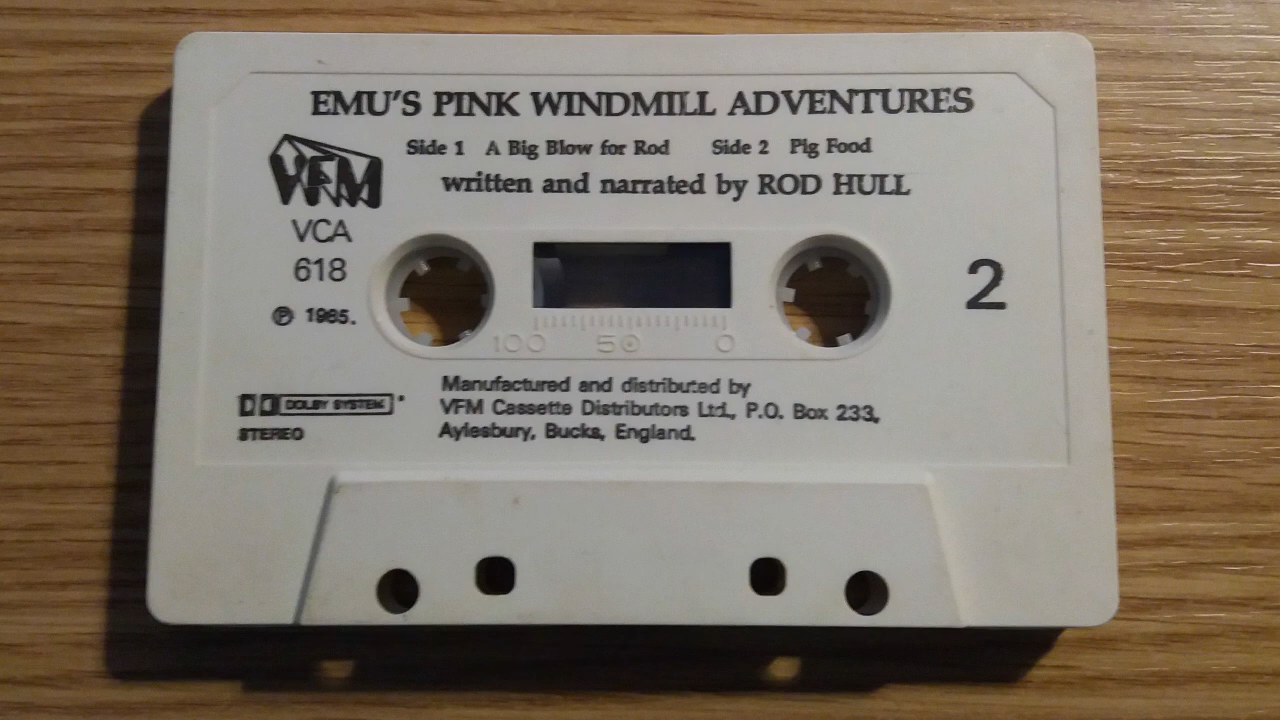 EMU'S PINK WINDMILL ADVENTURES
Side 1 A Big Blow for Rod Side 2 Pig Food
written and narrated by ROD HULL
VFM
VCA
618
℗ 1985.
2
100 50 0
DOLBY SYSTEM
STEREO
Manufactured and distributed by
VFM Cassette Distributors Ltd., P.O. Box 233,
Aylesbury, Bucks, England.